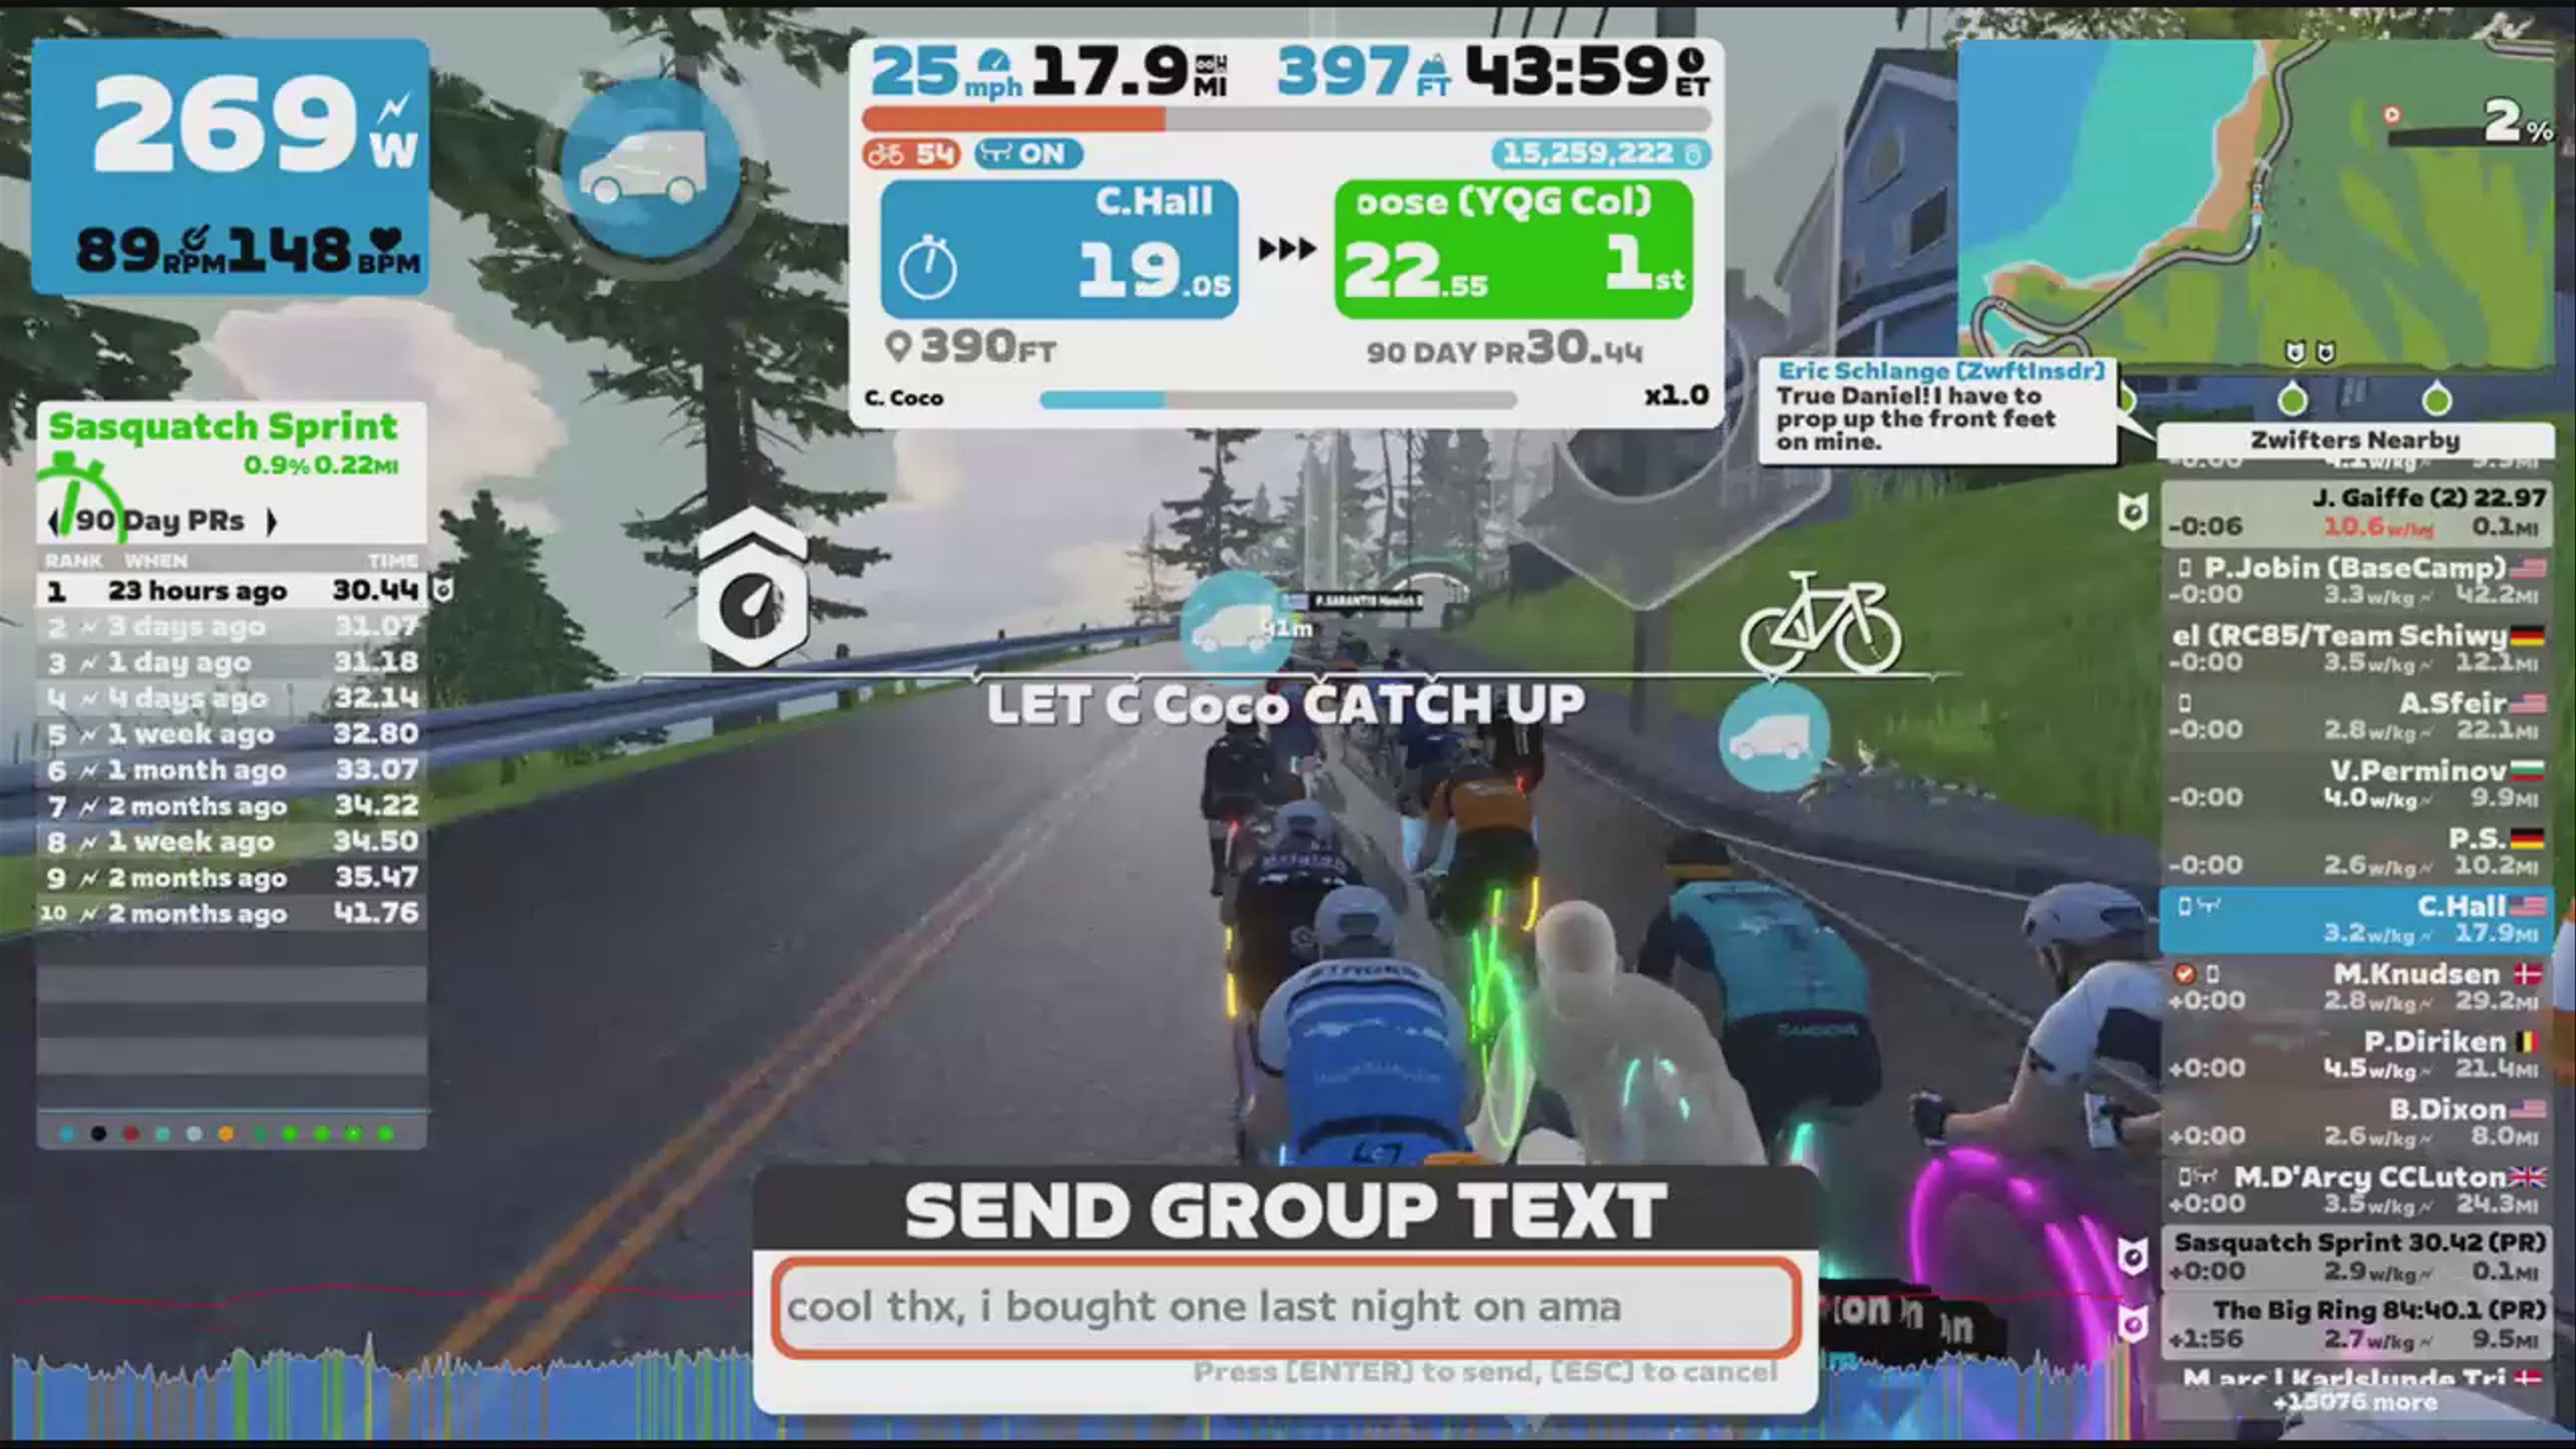 269 W
89 RPM 148 BPM
25 mph 17.9 MI 397 FT 43:59 ET
54 ON 15,259,222
C.Hall
19.05
oose (YQG Col)
22.55 1st
390FT
90 DAY PR 30.44
C. Coco x1.0
2%
Eric Schlange [ZwftInsdr]
True Daniel! I have to
prop up the front feet
on mine.
Sasquatch Sprint
0.9% 0.22MI
90 Day PRs
RANK WHEN TIME
1 23 hours ago 30.44
2 3 days ago 31.07
3 1 day ago 31.18
4 4 days ago 32.14
5 1 week ago 32.80
6 1 month ago 33.07
7 2 months ago 34.22
8 1 week ago 34.50
9 2 months ago 35.47
10 2 months ago 41.76
91m
LET C Coco CATCH UP
Zwifters Nearby
J. Gaiffe (2) 22.97
-0:06 10.6w/kg 0.1MI
P.Jobin (BaseCamp)
-0:00 3.3w/kg 42.2MI
el (RC85/Team Schiwy
-0:00 3.5w/kg 12.1MI
A.Sfeir
-0:00 2.8w/kg 22.1MI
V.Perminov
-0:00 4.0w/kg 9.9MI
P.S.
-0:00 2.6w/kg 10.2MI
C.Hall
3.2w/kg 17.9MI
M.Knudsen
+0:00 2.8w/kg 29.2MI
P.Diriken
+0:00 4.5w/kg 21.4MI
B.Dixon
+0:00 2.6w/kg 8.0MI
M.D'Arcy CCLuton
+0:00 3.5w/kg 24.3MI
Sasquatch Sprint 30.42 (PR)
+0:00 2.9w/kg 0.1MI
The Big Ring 84:40.1 (PR)
+1:56 2.7w/kg 9.5MI
Marc | Karlslunde Tri
+15076 more
SEND GROUP TEXT
cool thx, i bought one last night on ama
Press [ENTER] to send, [ESC] to cancel